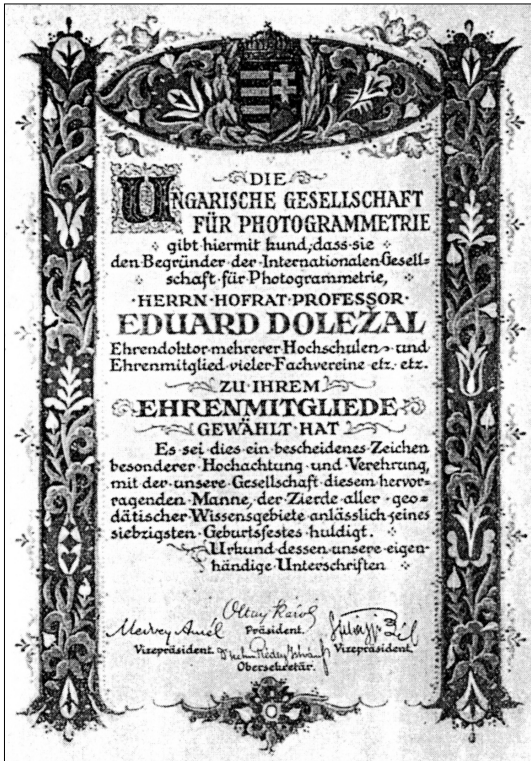 DIE
UNGARISCHE GESELLSCHAFT
FÜR PHOTOGRAMMETRIE
gibt hiermit kund, dass sie
den Begründer der Internationalen Gesell=
schaft für Photogrammetrie,
·HERRN·HOFRAT·PROFESSOR·
EDUARD DOLEŽAL
Ehrendoktor mehrerer Hochschulen und
Ehrenmitglied vieler Fachvereine etz. etz.
ZU IHREM
EHRENMITGLIEDE
GEWÄHLT HAT
Es sei dies ein bescheidenes Zeichen
besonderer Hochachtung und Verehrung,
mit der unsere Gesellschaft diesem hervor=
ragenden Manne, der Zierde aller geo=
dätischer Wissensgebiete anlässlich seines
siebzigsten Geburtsfestes huldigt.
Urkund dessen unsere eigen=
händige Unterschriften
Oltay Károly
Präsident.
Medvey Aurél
Vizepräsident.
Vizepräsident.
Obersekretär.